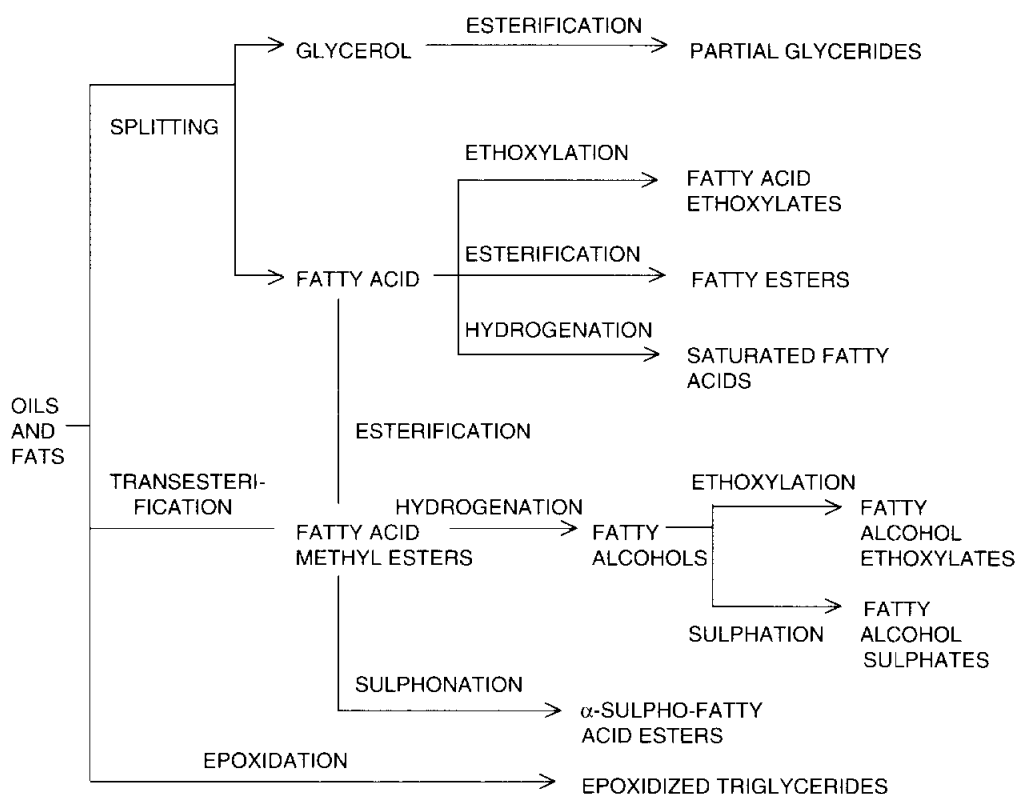 ESTERIFICATION
GLYCEROL
PARTIAL GLYCERIDES
SPLITTING
ETHOXYLATION
FATTY ACID
ETHOXYLATES
ESTERIFICATION
FATTY ACID
FATTY ESTERS
HYDROGENATION
SATURATED FATTY
ACIDS
OILS
AND
FATS
ESTERIFICATION
TRANSESTERI-
FICATION
HYDROGENATION
FATTY ACID
METHYL ESTERS
FATTY
ALCOHOLS
ETHOXYLATION
FATTY
ALCOHOL
ETHOXYLATES
SULPHATION
FATTY
ALCOHOL
SULPHATES
SULPHONATION
α-SULPHO-FATTY
ACID ESTERS
EPOXIDATION
EPOXIDIZED TRIGLYCERIDES